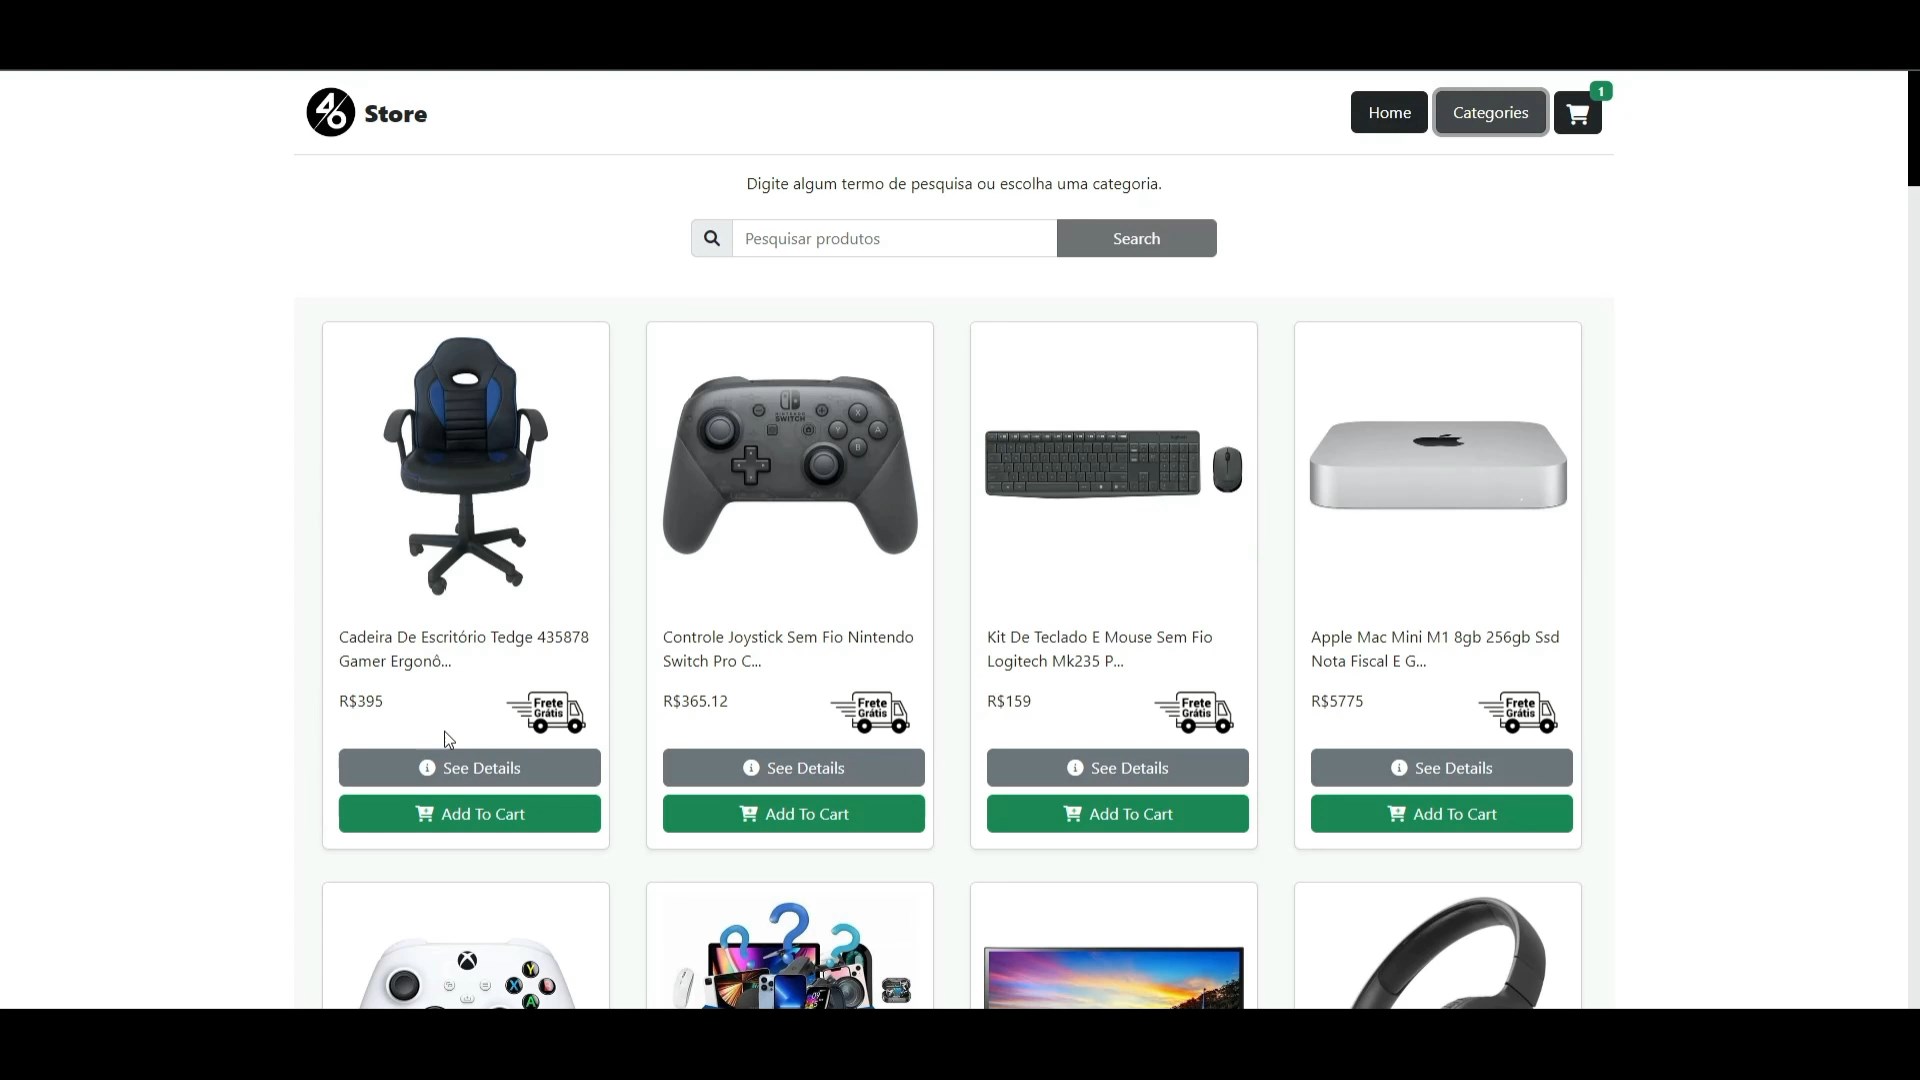 46 Store
Home
Categories
1
Digite algum termo de pesquisa ou escolha uma categoria.
Pesquisar produtos
Search
NINTENDO
SWITCH
Cadeira De Escritório Tedge 435878
Gamer Ergonô...
R$395
Frete
Grátis
See Details
Add To Cart
Controle Joystick Sem Fio Nintendo
Switch Pro C...
R$365.12
Frete
Grátis
See Details
Add To Cart
Kit De Teclado E Mouse Sem Fio
Logitech Mk235 P...
R$159
Frete
Grátis
See Details
Add To Cart
Apple Mac Mini M1 8gb 256gb Ssd
Nota Fiscal E G...
R$5775
Frete
Grátis
See Details
Add To Cart
Y
X
A